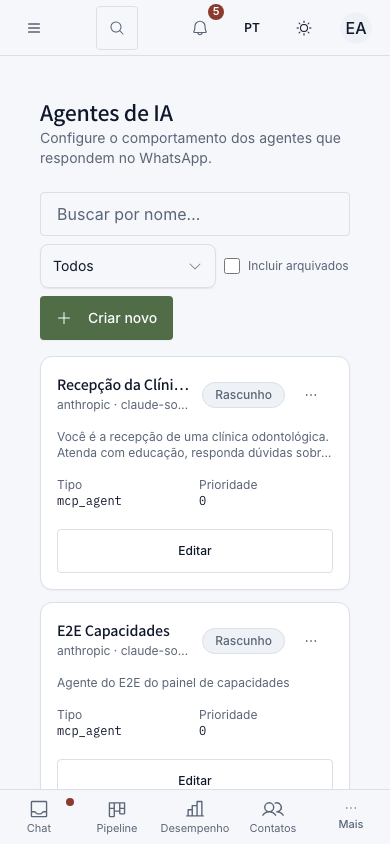 5
PT
EA
Agentes de IA
Configure o comportamento dos agentes que
respondem no WhatsApp.
Buscar por nome...
Todos
Incluir arquivados
Criar novo
Recepção da Clíni...
Rascunho
anthropic · claude-so...
Você é a recepção de uma clínica odontológica.
Atenda com educação, responda dúvidas sobr...
Tipo
Prioridade
mcp_agent
0
Editar
E2E Capacidades
Rascunho
anthropic · claude-so...
Agente do E2E do painel de capacidades
Tipo
Prioridade
mcp_agent
0
Editar
Chat
Pipeline
Desempenho
Contatos
Mais